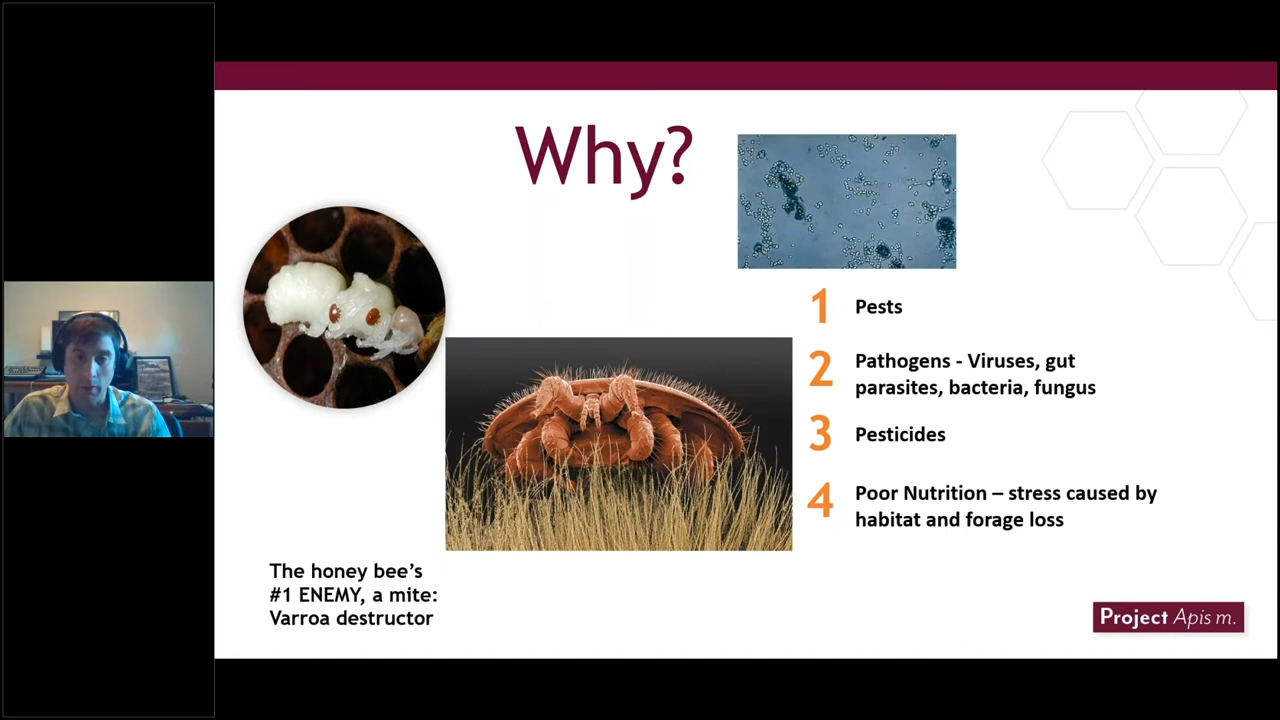 Why?
1 Pests
2 Pathogens - Viruses, gut
parasites, bacteria, fungus
3 Pesticides
4 Poor Nutrition – stress caused by
habitat and forage loss
The honey bee’s
#1 ENEMY, a mite:
Varroa destructor
Project Apis m.